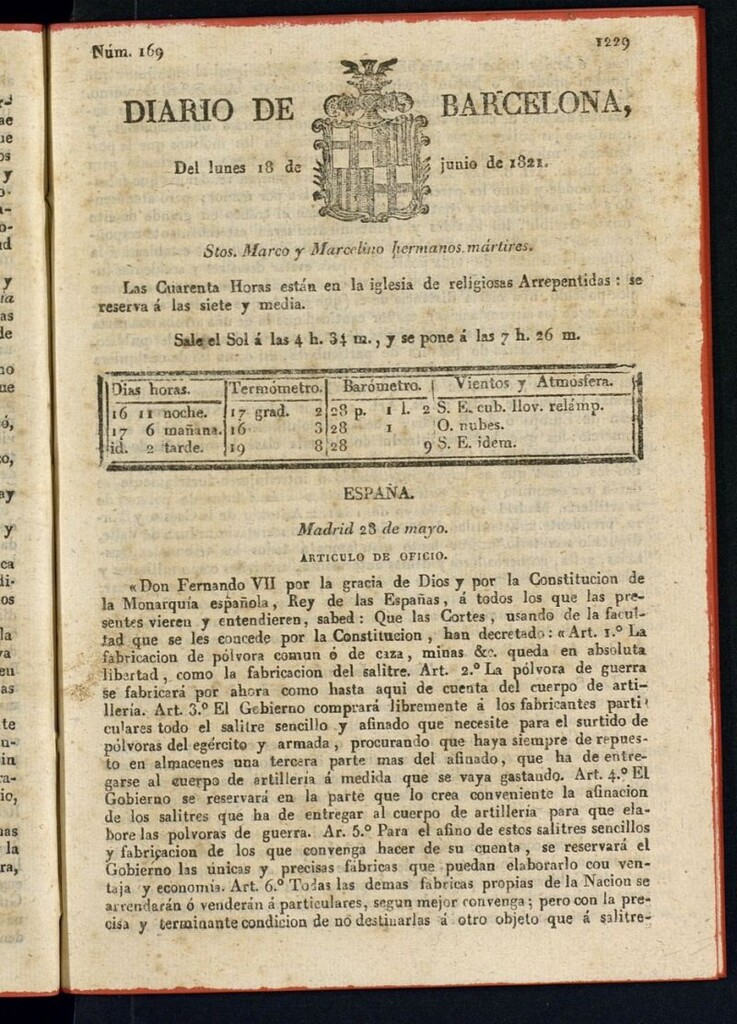 Núm. 169
1229
DIARIO DE BARCELONA,
Del lunes 18 de junio de 1821.
Stos. Marco y Marcelino hermanos mártires.
Las Cuarenta Horas están en la iglesia de religiosas Arrepentidas : se
reserva á las siete y media.
Sale el Sol á las 4 h. 34 m., y se pone á las 7 h. 26 m.
Dias horas. Termómetro. Barómetro. Vientos y Atmósfera.
16 11 noche. 17 grad. 2 28 p. 1 l. 2 S. E. cub. llov. relámp.
17 6 mañana. 16 3 28 1 O. nubes.
id. 2 tarde. 19 8 28 9 S. E. idem.
ESPAÑA.
Madrid 28 de mayo.
ARTICULO DE OFICIO.
«Don Fernando VII por la gracia de Dios y por la Constitucion de
la Monarquía española, Rey de las Españas, á todos los que las pre-
sentes vieren y entendieren, sabed: Que las Cortes, usando de la facul-
tad que se les concede por la Constitucion, han decretado: « Art. 1.º La
fabricacion de pólvora comun ó de caza, minas &c. queda en absoluta
libertad, como la fabricacion del salitre. Art. 2.º La pólvora de guerra
se fabricará por ahora como hasta aqui de cuenta del cuerpo de arti-
llería. Art. 3.º El Gobierno comprará libremente á los fabricantes parti
culares todo el salitre sencillo y afinado que necesite para el surtido de
pólvoras del egército y armada, procurando que haya siempre de repues-
to en almacenes una tercera parte mas del afinado, que ha de entre-
garse al cuerpo de artillería á medida que se vaya gastando. Art. 4.º El
Gobierno se reservará en la parte que lo crea conveniente la afinacion
de los salitres que ha de entregar al cuerpo de artillería para que ela-
bore las polvoras de guerra. Ar. 5.º Para el afino de estos salitres sencillos
y fabricacion de los que convenga hacer de su cuenta, se reservará el
Gobierno las únicas y precisas fábricas que puedan elaborarlo cou ven-
taja y economía. Art. 6.º Todas las demas fabricas propias de la Nacion se
arrendarán ó venderán á particulares, segun mejor convenga; pero con la pre-
cisa y terminante condicion de no destinarlas á otro objeto que á salitre-